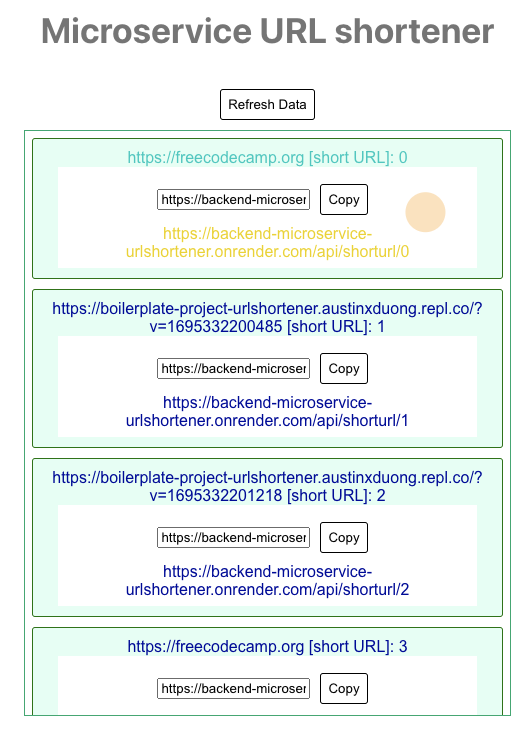 Microservice URL shortener
Refresh Data
https://freecodecamp.org [short URL]: 0
https://backend-microser
Copy
https://backend-microservice-
urlshortener.onrender.com/api/shorturl/0
https://boilerplate-project-urlshortener.austinxduong.repl.co/?
v=1695332200485 [short URL]: 1
https://backend-microser
Copy
https://backend-microservice-
urlshortener.onrender.com/api/shorturl/1
https://boilerplate-project-urlshortener.austinxduong.repl.co/?
v=1695332201218 [short URL]: 2
https://backend-microser
Copy
https://backend-microservice-
urlshortener.onrender.com/api/shorturl/2
https://freecodecamp.org [short URL]: 3
https://backend-microser
Copy